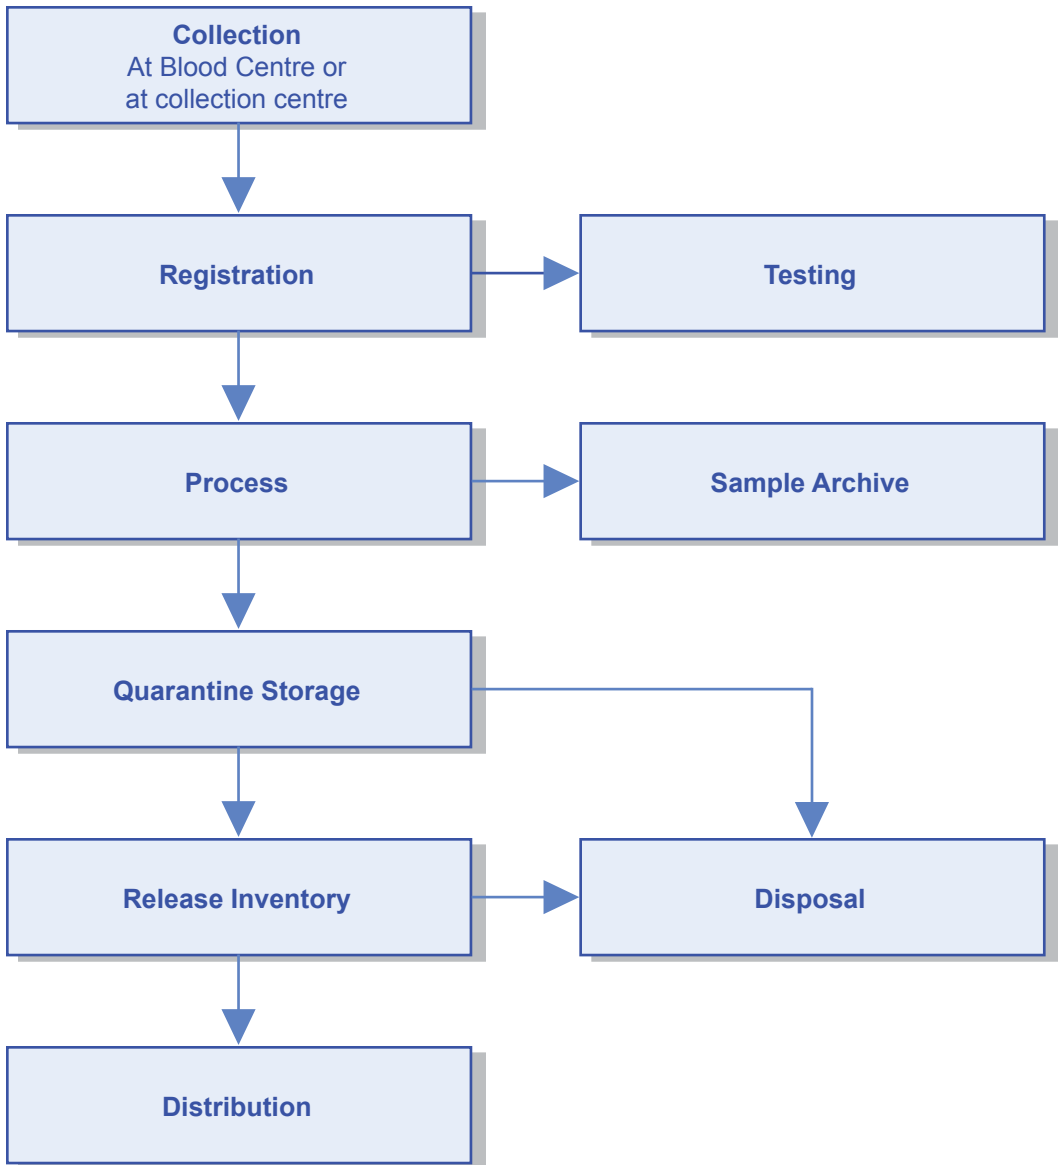 Collection
At Blood Centre or
at collection centre
Registration
Testing
Process
Sample Archive
Quarantine Storage
Release Inventory
Disposal
Distribution